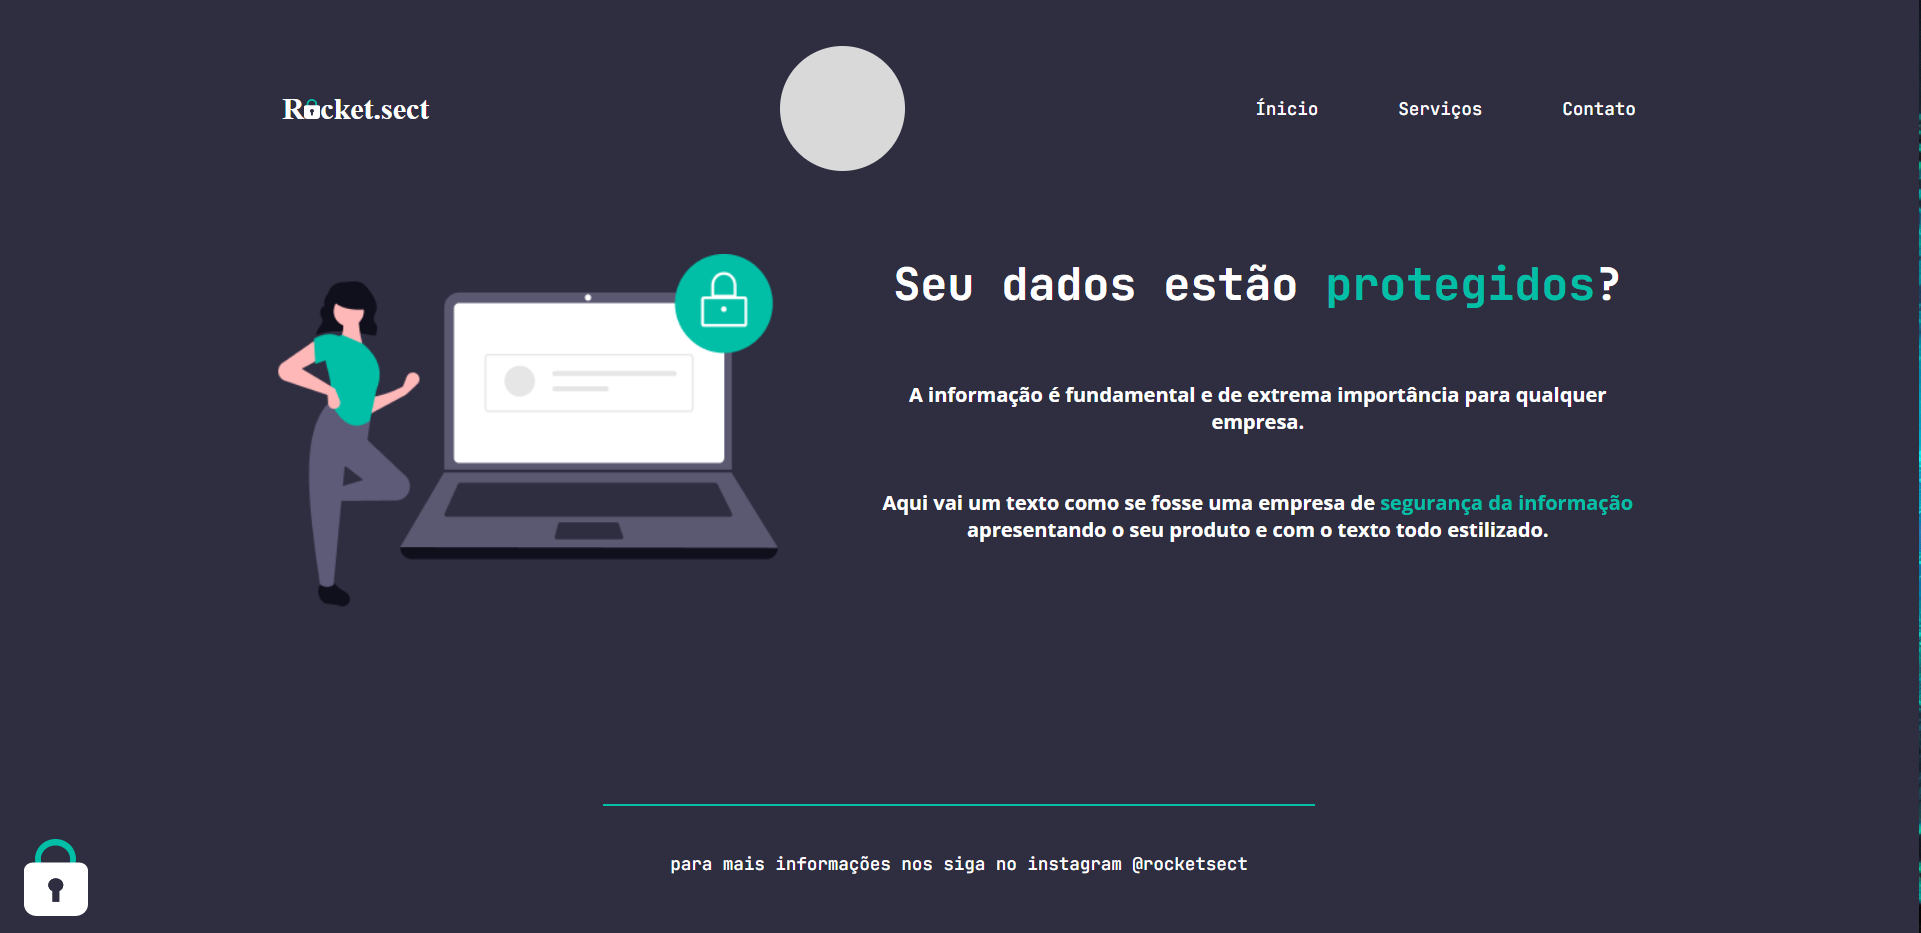 Rocket.sect
Ínicio
Serviços
Contato
Seu dados estão protegidos?
A informação é fundamental e de extrema importância para qualquer
empresa.
Aqui vai um texto como se fosse uma empresa de segurança da informação
apresentando o seu produto e com o texto todo estilizado.
para mais informações nos siga no instagram @rocketsect